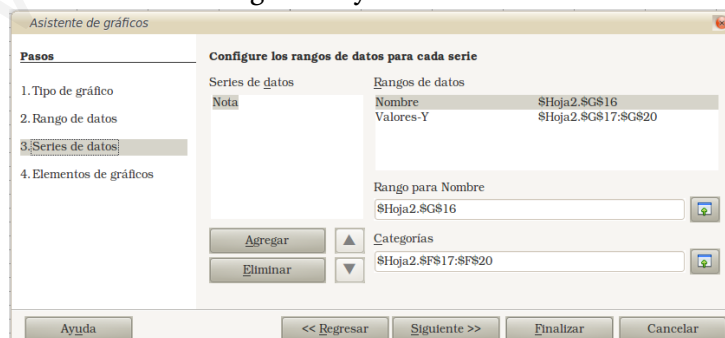 Asistente de gráficos
Pasos
1. Tipo de gráfico
2. Rango de datos
3. Series de datos
4. Elementos de gráficos
Configure los rangos de datos para cada serie
Series de datos
Nota
Agregar
Eliminar
Rangos de datos
Nombre $Hoja2.$G$16
Valores-Y $Hoja2.$G$17:$G$20
Rango para Nombre
$Hoja2.$G$16
Categorías
$Hoja2.$F$17:$F$20
Ayuda << Regresar Siguiente >> Finalizar Cancelar